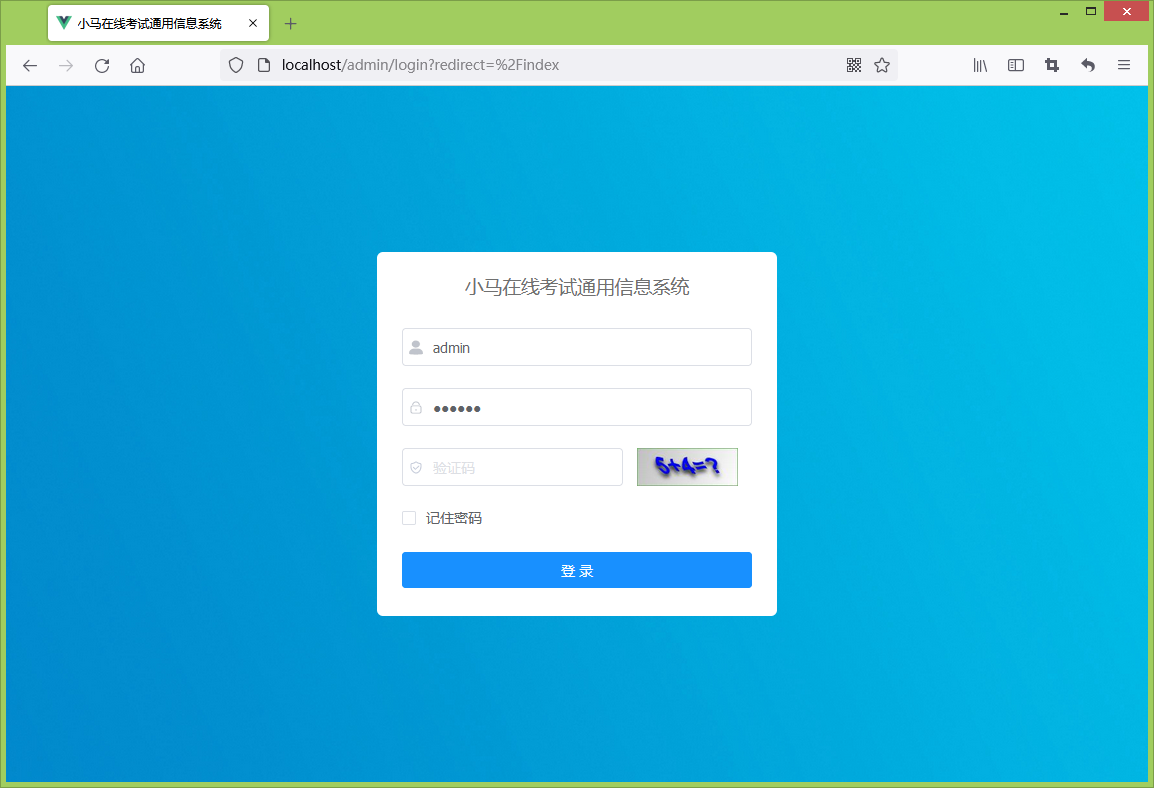 小马在线考试通用信息系统
localhost/admin/login?redirect=%2Findex
小马在线考试通用信息系统
admin
验证码
5+4=?
记住密码
登 录